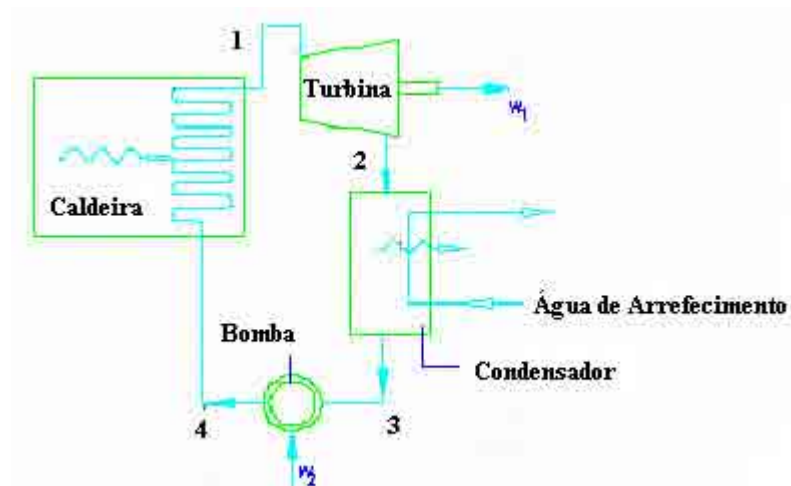 1
Turbina
w1
2
Caldeira
Água de Arrefecimento
Bomba
Condensador
4
3
w2